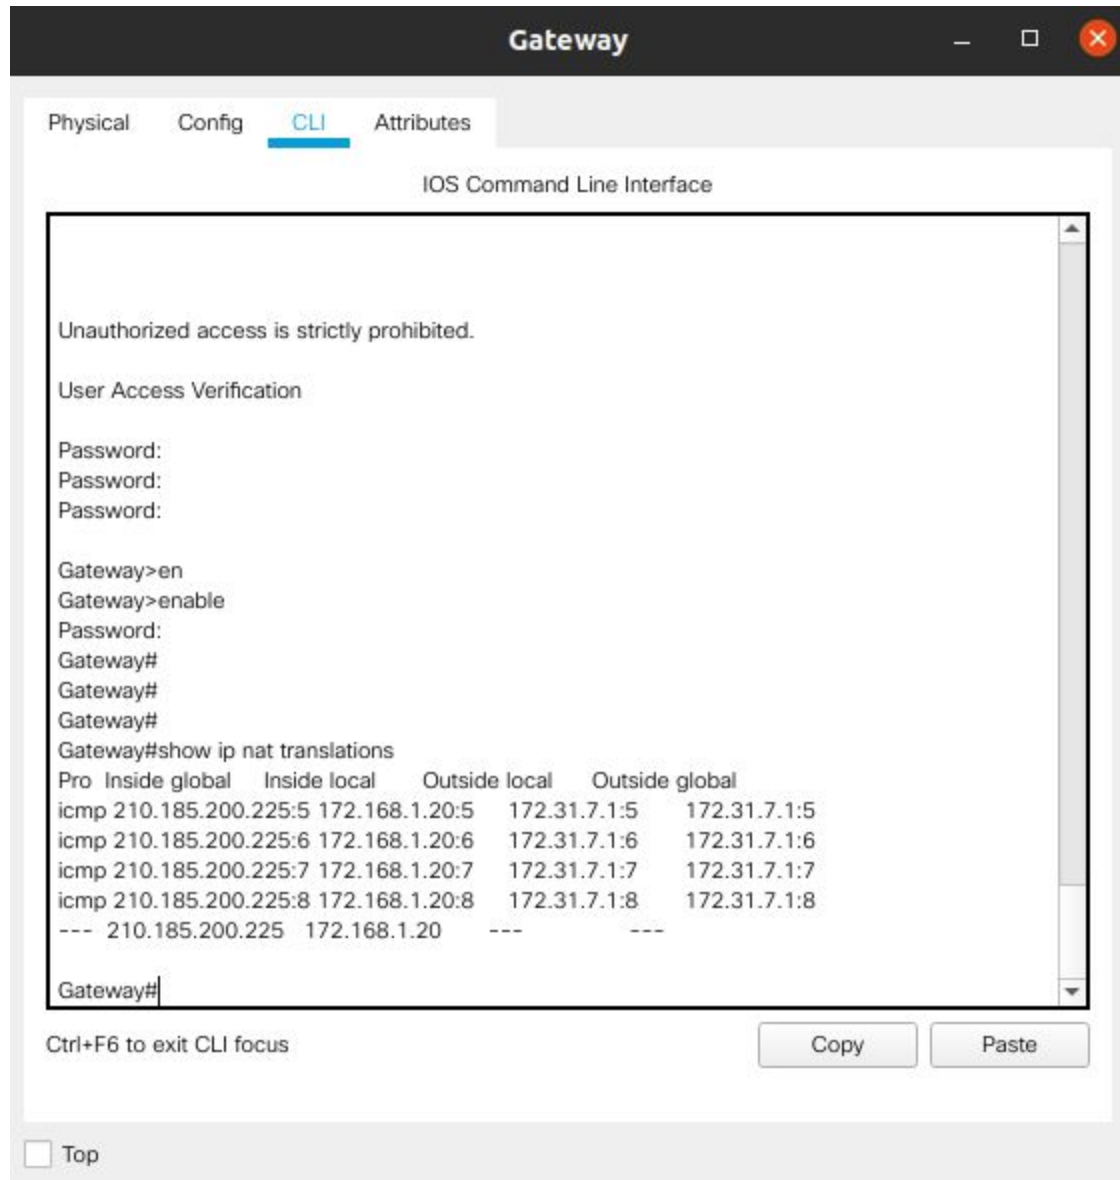 Gateway
Physical Config CLI Attributes
IOS Command Line Interface
Unauthorized access is strictly prohibited.
User Access Verification
Password:
Password:
Password:
Gateway>en
Gateway>enable
Password:
Gateway#
Gateway#
Gateway#
Gateway#show ip nat translations
Pro Inside global Inside local Outside local Outside global
icmp 210.185.200.225:5 172.168.1.20:5 172.31.7.1:5 172.31.7.1:5
icmp 210.185.200.225:6 172.168.1.20:6 172.31.7.1:6 172.31.7.1:6
icmp 210.185.200.225:7 172.168.1.20:7 172.31.7.1:7 172.31.7.1:7
icmp 210.185.200.225:8 172.168.1.20:8 172.31.7.1:8 172.31.7.1:8
--- 210.185.200.225 172.168.1.20 --- ---
Gateway#
Ctrl+F6 to exit CLI focus Copy Paste
Top